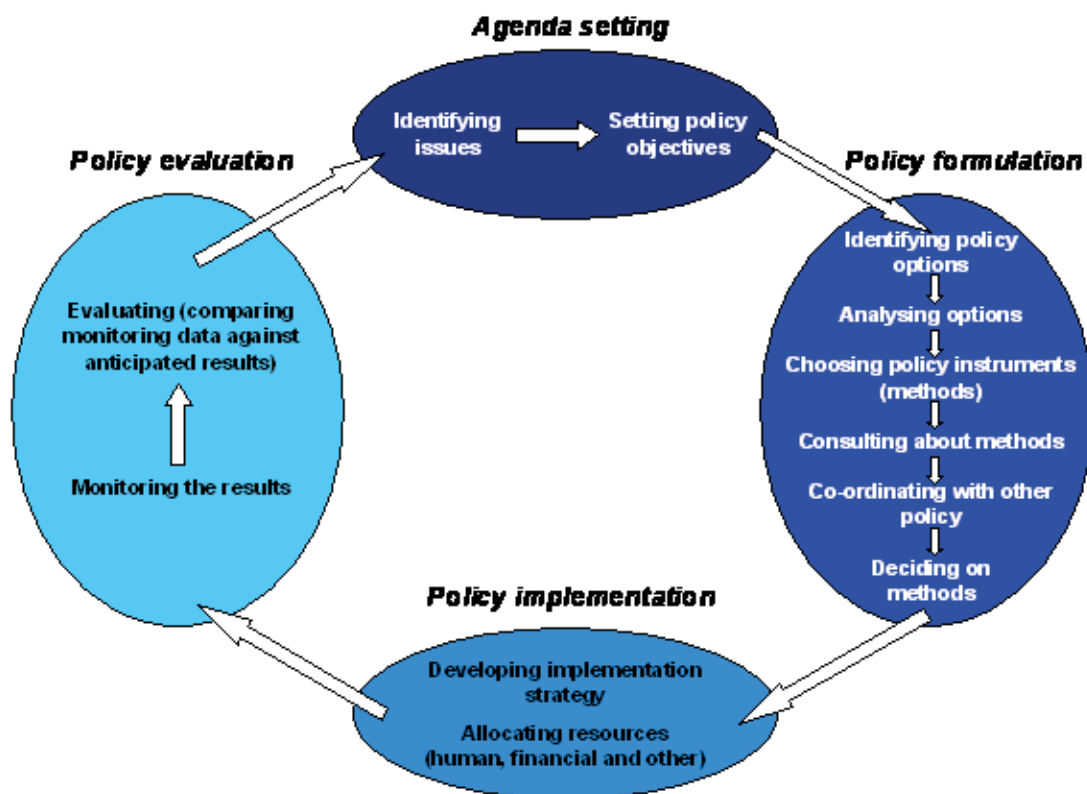 Agenda setting
Identifying
issues
Setting policy
objectives
Policy formulation
Identifying policy
options
Analysing options
Choosing policy instruments
(methods)
Consulting about methods
Co-ordinating with other
policy
Deciding on
methods
Policy implementation
Developing implementation
strategy
Allocating resources
(human, financial and other)
Policy evaluation
Evaluating (comparing
monitoring data against
anticipated results)
Monitoring the results